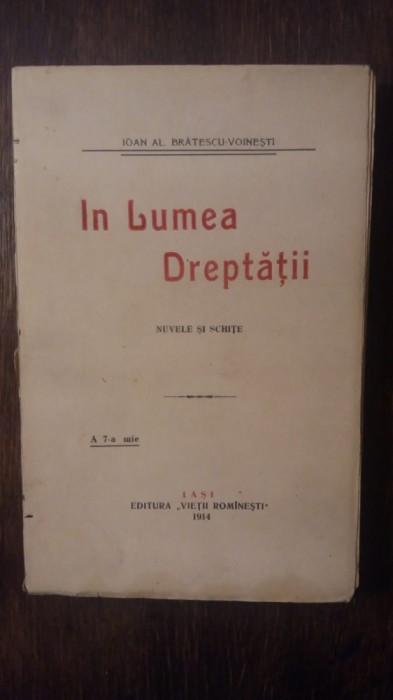 IOAN AL. BRĂTESCU-VOINEȘTI
In Lumea
Dreptății
NUVELE ȘI SCHIȚE
A 7-a mie
IAȘI
EDITURA „VIEȚII ROMÎNEȘTI"
1914